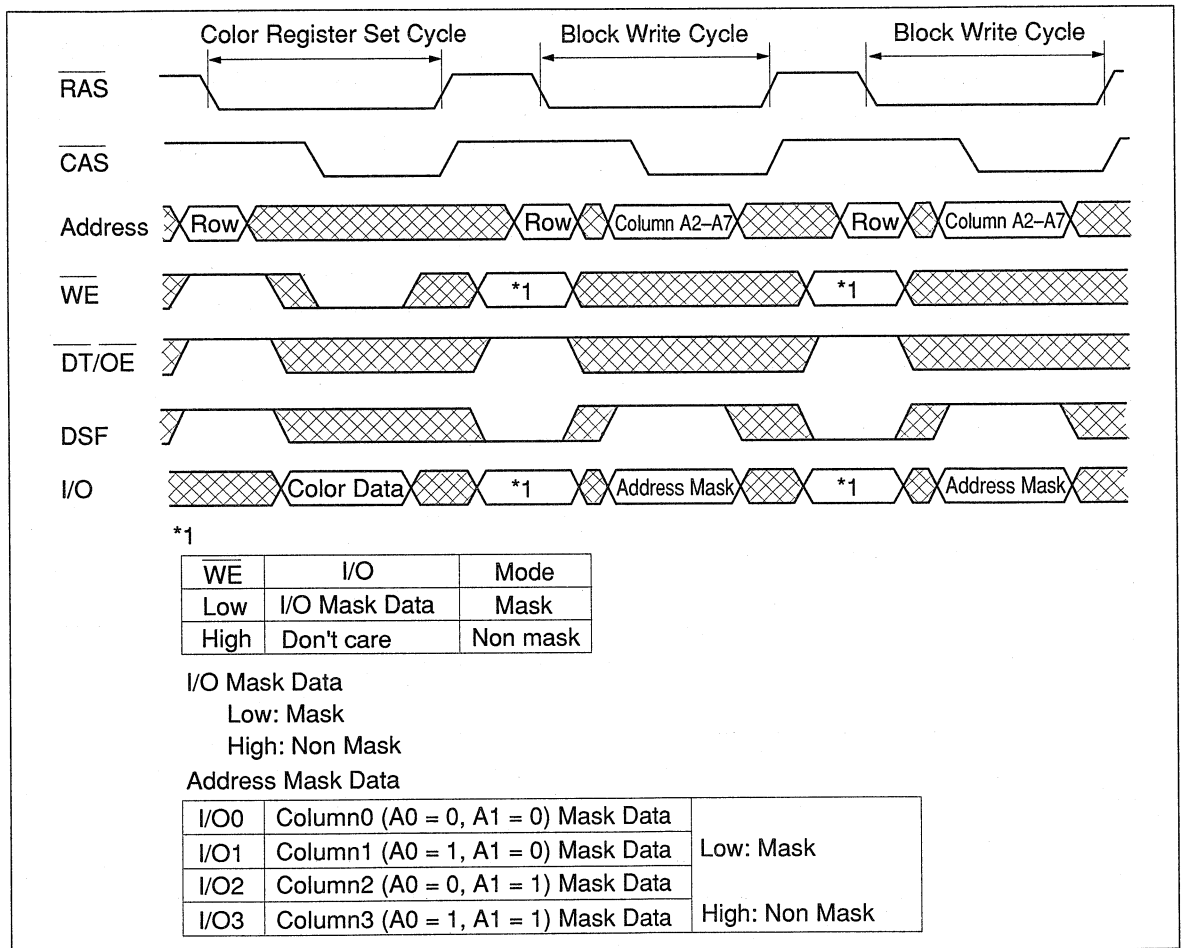 Color Register Set Cycle Block Write Cycle Block Write Cycle
RAS
CAS
Address Row Row Column A2–A7 Row Column A2–A7
WE *1 *1
DT/OE
DSF
I/O Color Data *1 Address Mask *1 Address Mask
*1
WE I/O Mode
Low I/O Mask Data Mask
High Don't care Non mask
I/O Mask Data
Low: Mask
High: Non Mask
Address Mask Data
I/O0 Column0 (A0 = 0, A1 = 0) Mask Data
I/O1 Column1 (A0 = 1, A1 = 0) Mask Data Low: Mask
I/O2 Column2 (A0 = 0, A1 = 1) Mask Data
I/O3 Column3 (A0 = 1, A1 = 1) Mask Data High: Non Mask